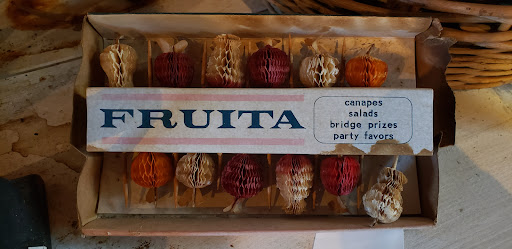 FRUITA
canapes
salads
bridge prizes
party favors